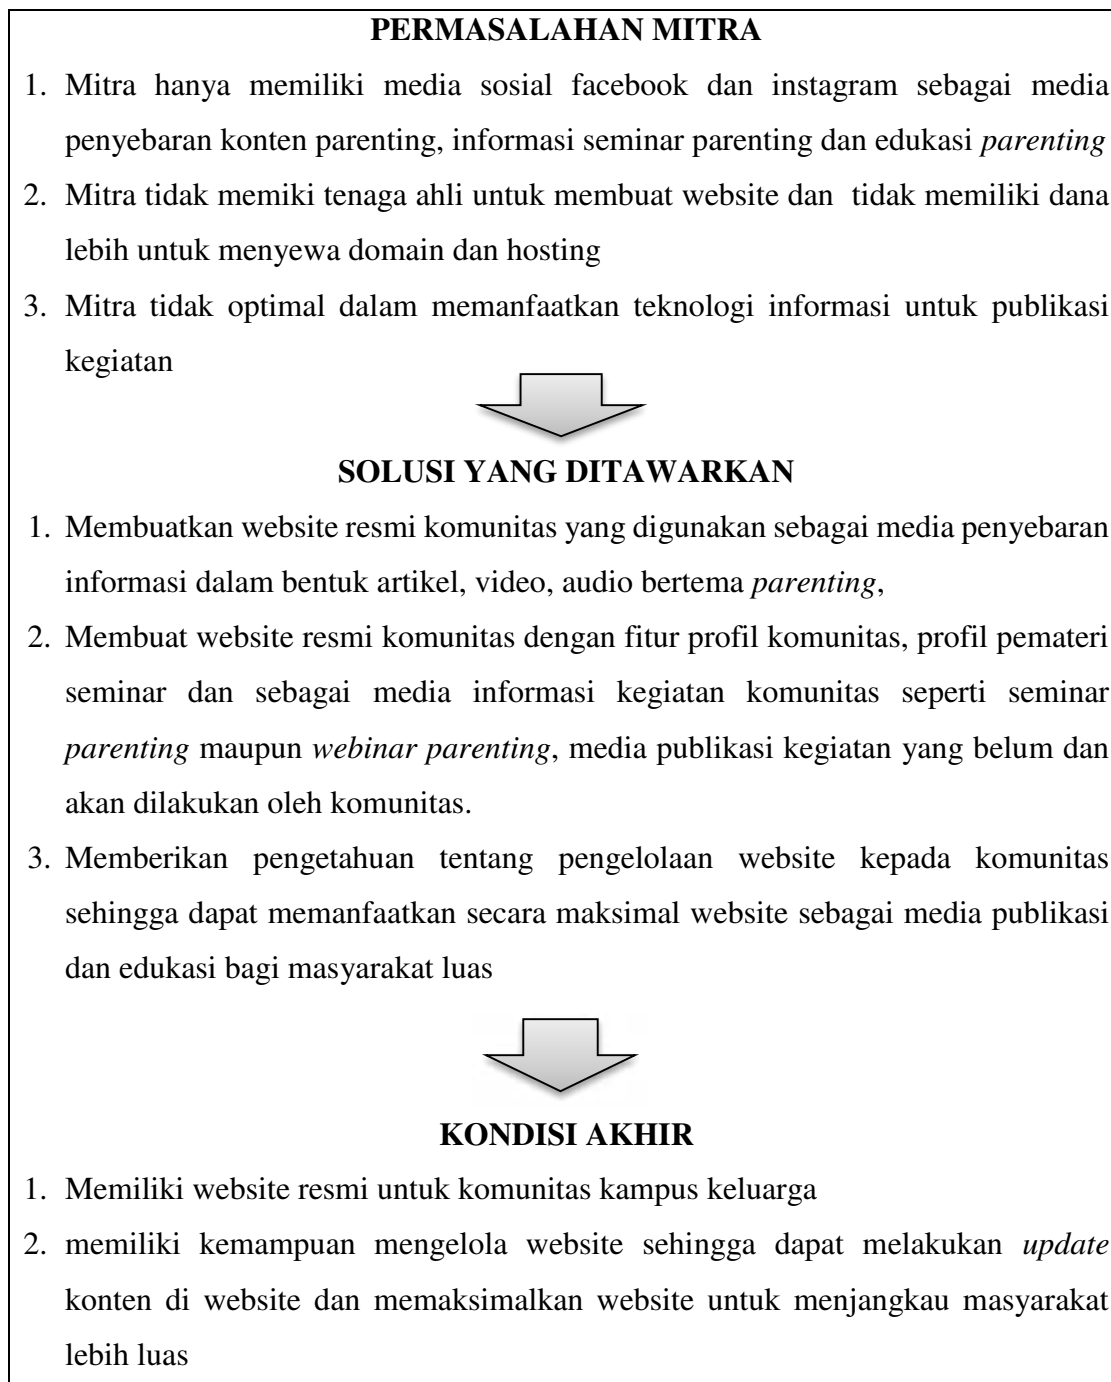 PERMASALAHAN MITRA
1. Mitra hanya memiliki media sosial facebook dan instagram sebagai media
penyebaran konten parenting, informasi seminar parenting dan edukasi parenting
2. Mitra tidak memiki tenaga ahli untuk membuat website dan tidak memiliki dana
lebih untuk menyewa domain dan hosting
3. Mitra tidak optimal dalam memanfaatkan teknologi informasi untuk publikasi
kegiatan
SOLUSI YANG DITAWARKAN
1. Membuatkan website resmi komunitas yang digunakan sebagai media penyebaran
informasi dalam bentuk artikel, video, audio bertema parenting,
2. Membuat website resmi komunitas dengan fitur profil komunitas, profil pemateri
seminar dan sebagai media informasi kegiatan komunitas seperti seminar
parenting maupun webinar parenting, media publikasi kegiatan yang belum dan
akan dilakukan oleh komunitas.
3. Memberikan pengetahuan tentang pengelolaan website kepada komunitas
sehingga dapat memanfaatkan secara maksimal website sebagai media publikasi
dan edukasi bagi masyarakat luas
KONDISI AKHIR
1. Memiliki website resmi untuk komunitas kampus keluarga
2. memiliki kemampuan mengelola website sehingga dapat melakukan update
konten di website dan memaksimalkan website untuk menjangkau masyarakat
lebih luas